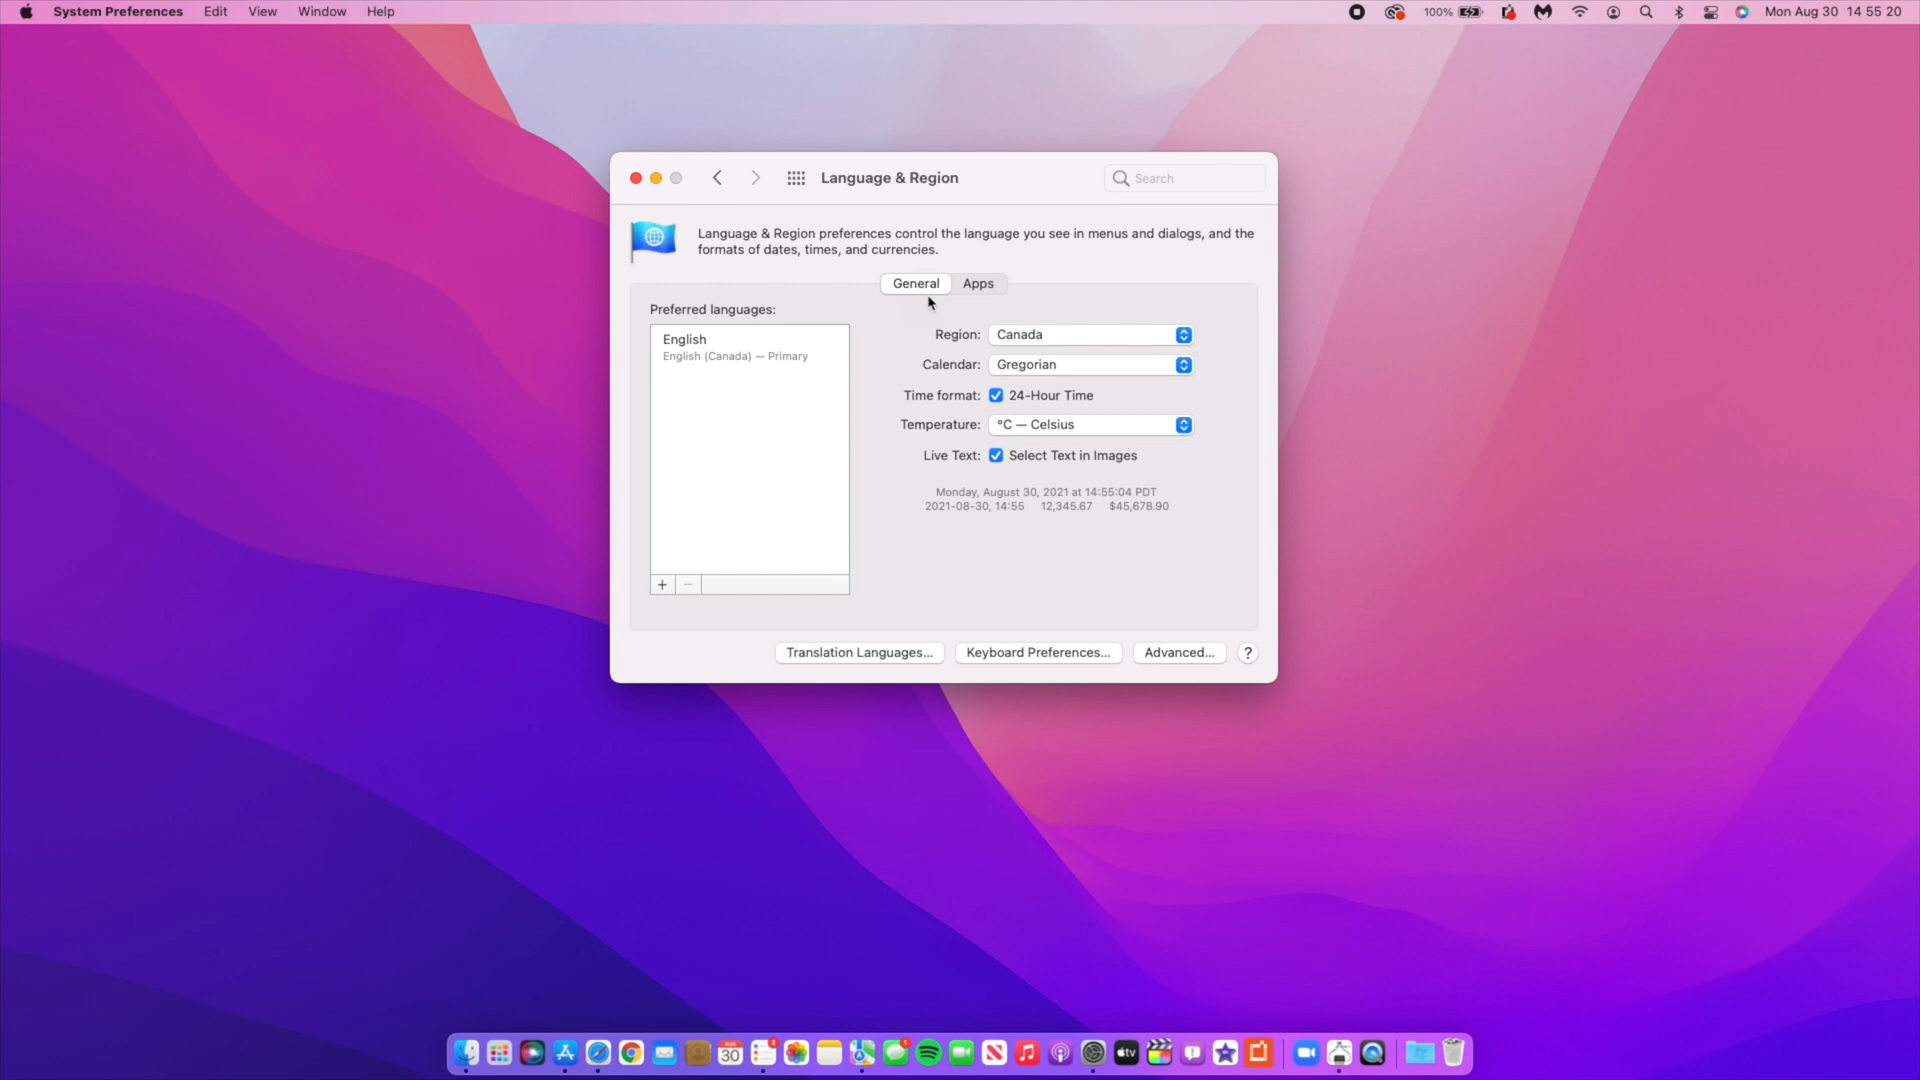 System Preferences Edit View Window Help
100% Mon Aug 30 14 55 20
Language & Region
Search
Language & Region preferences control the language you see in menus and dialogs, and the
formats of dates, times, and currencies.
General Apps
Preferred languages:
English
English (Canada) — Primary
Region: Canada
Calendar: Gregorian
Time format: 24-Hour Time
Temperature: °C — Celsius
Live Text: Select Text in Images
Monday, August 30, 2021 at 14:55:04 PDT
2021-08-30, 14:55 12,345.67 $45,678.90
+ −
Translation Languages... Keyboard Preferences... Advanced... ?
AUG
30
3
1
tv